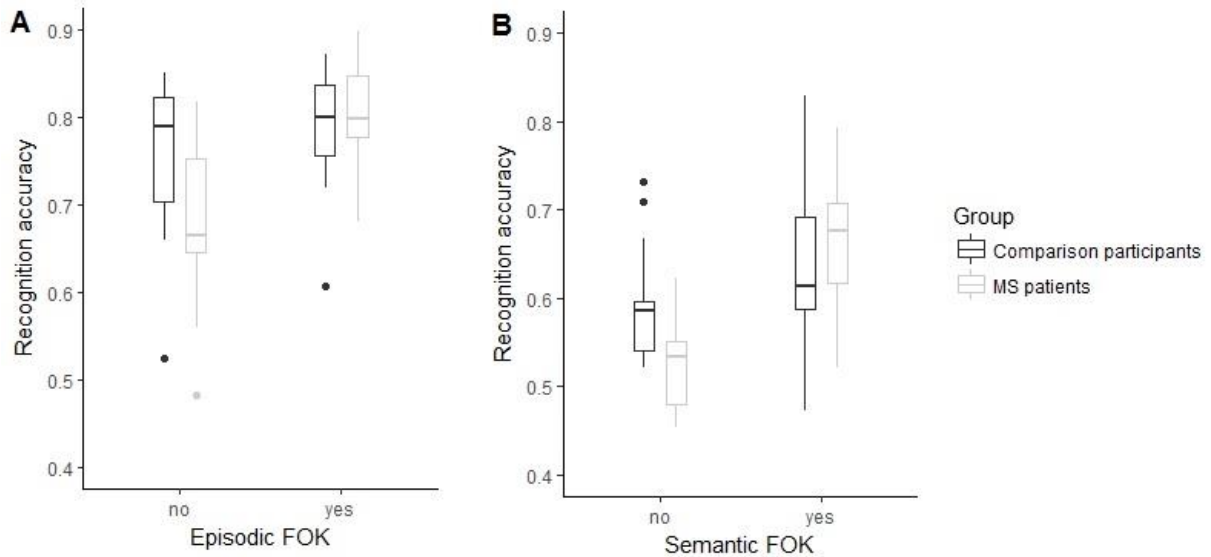 A
Recognition accuracy
0.9
0.8
0.7
0.6
0.5
0.4
no
yes
Episodic FOK
B
Recognition accuracy
0.9
0.8
0.7
0.6
0.5
0.4
no
yes
Semantic FOK
Group
Comparison participants
MS patients